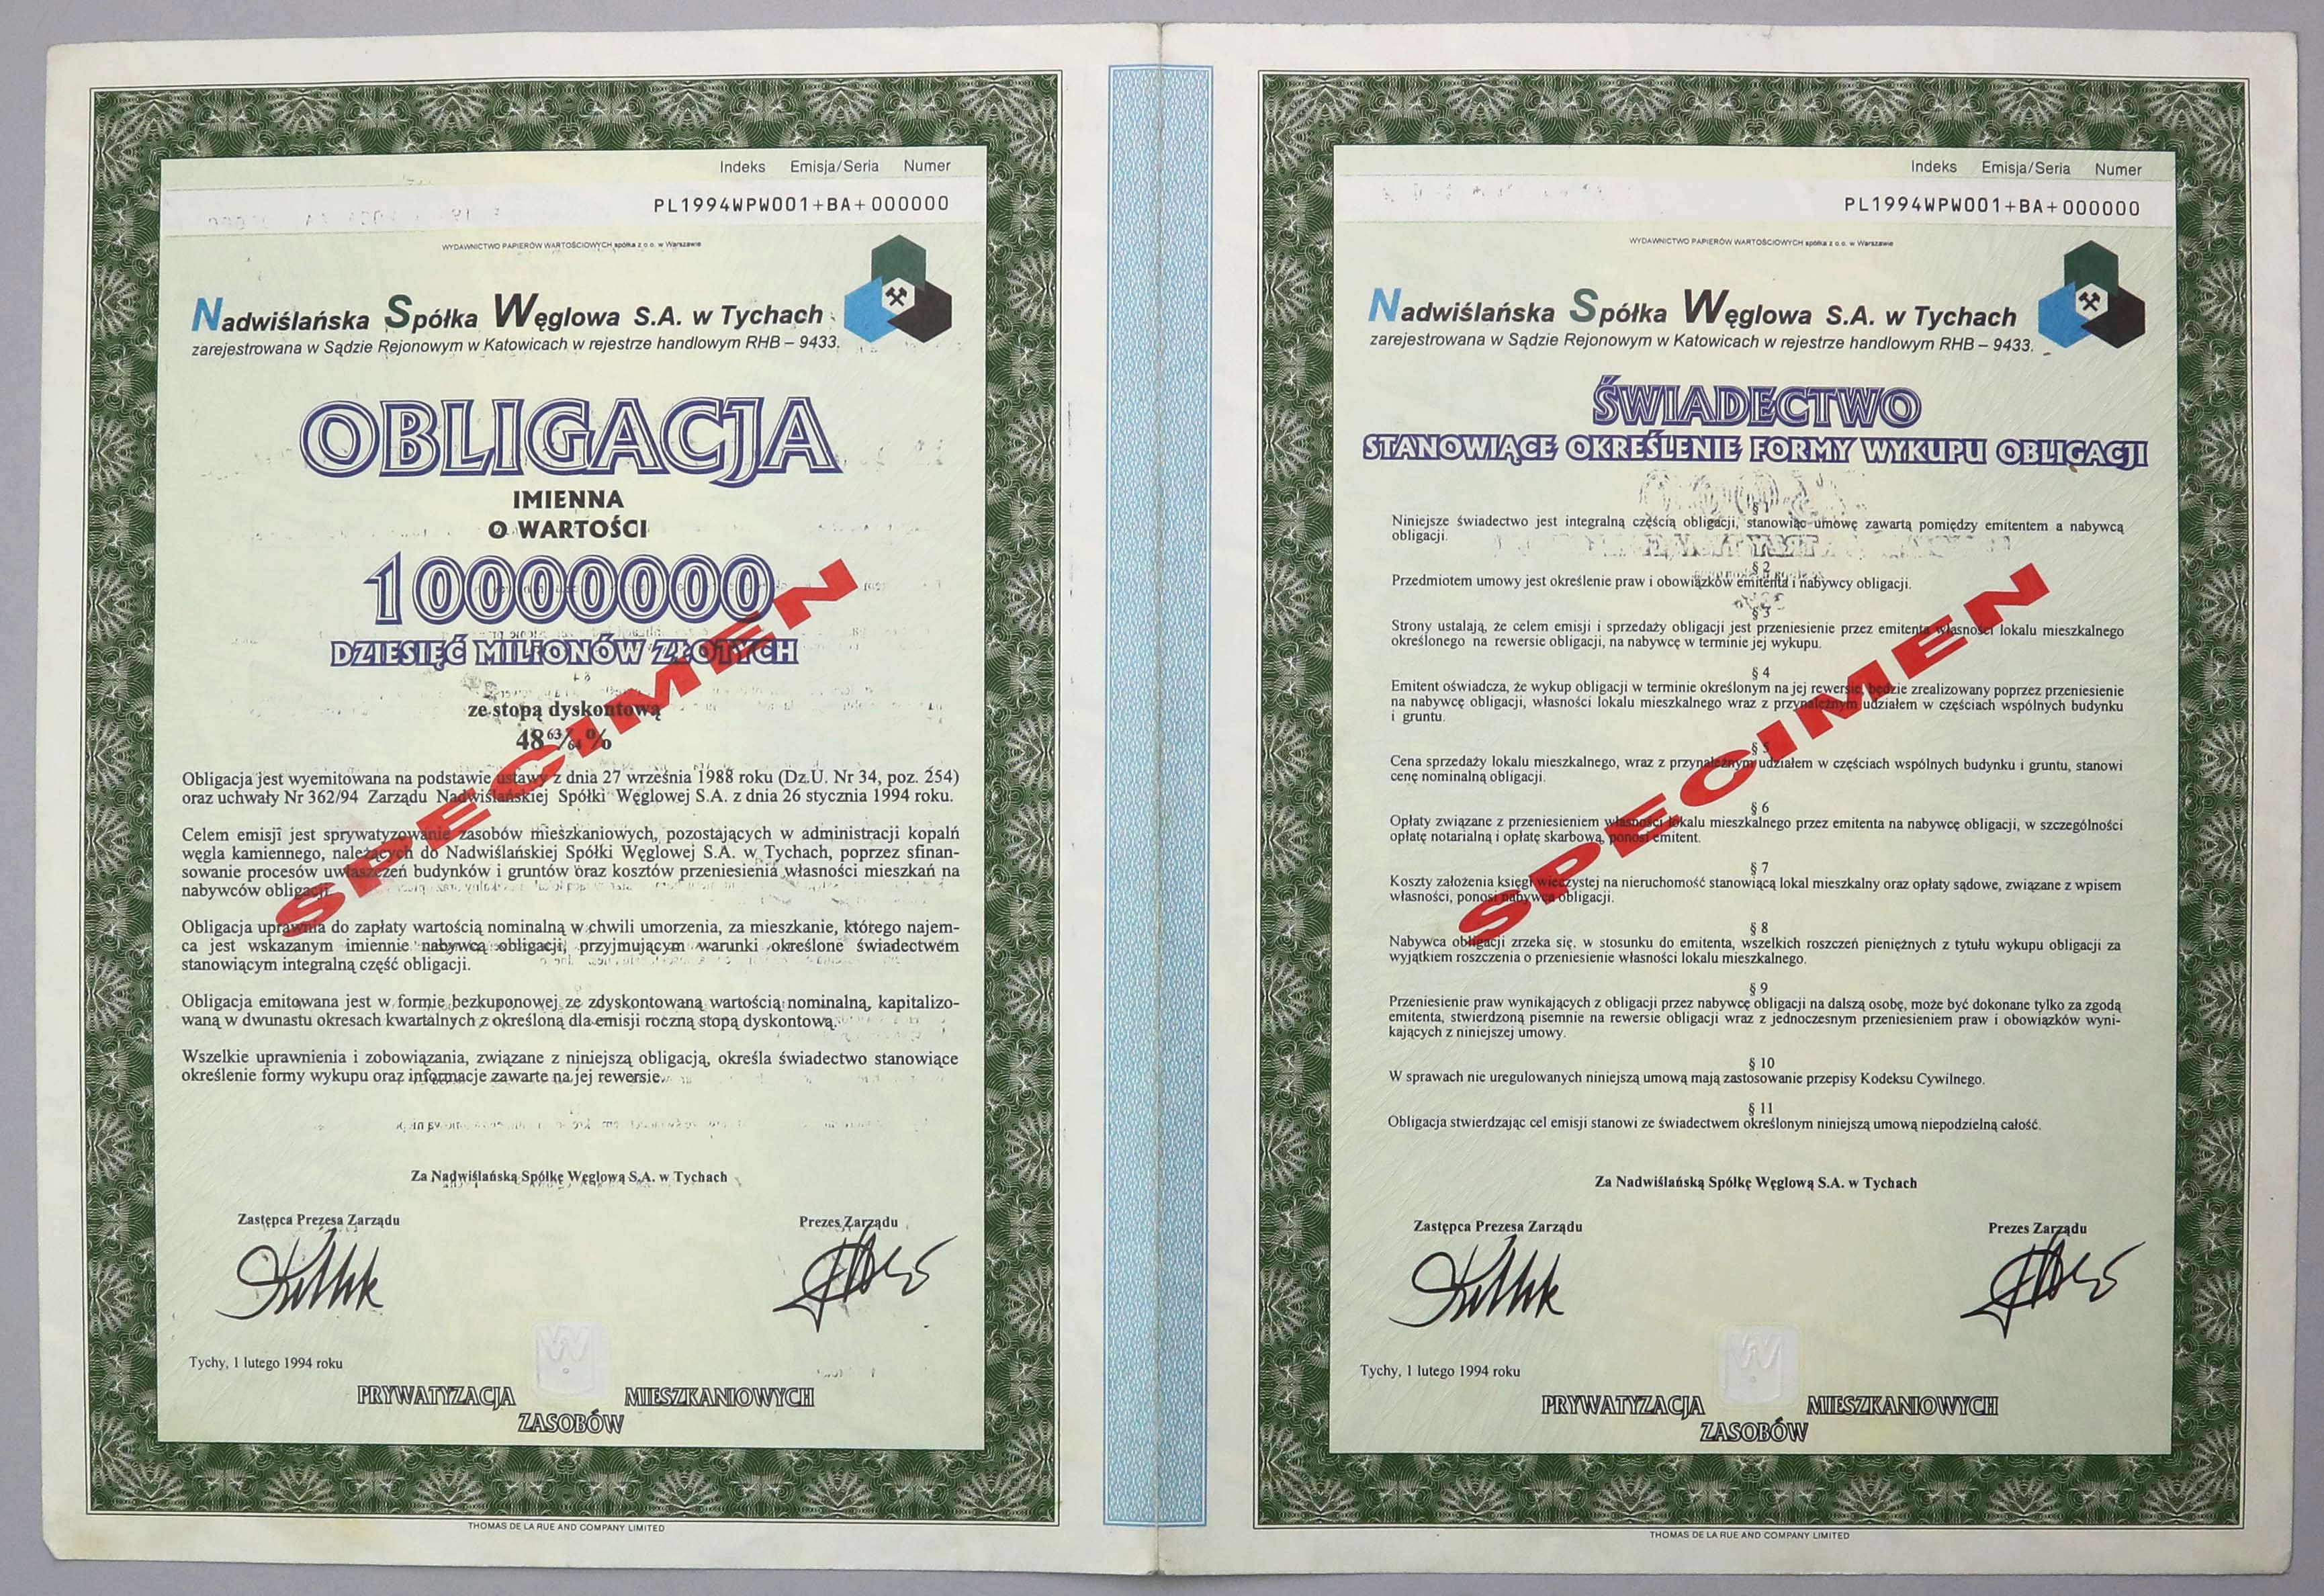 Indeks Emisja/Seria Numer
PL1994WPW001+BA+000000
WYDAWNICTWO PAPIERÓW WARTOŚCIOWYCH spółka z o.o. w Warszawie
Nadwiślańska Spółka Węglowa S.A. w Tychach
zarejestrowana w Sądzie Rejonowym w Katowicach w rejestrze handlowym RHB – 9433.
OBLIGACJA
IMIENNA
O WARTOŚCI
10000000
DZIESIĘĆ MILIONÓW ZŁOTYCH
ze stopą dyskontową
48 63/64 %
SPECIMEN
Obligacja jest wyemitowana na podstawie ustawy z dnia 27 września 1988 roku (Dz.U. Nr 34, poz. 254)
oraz uchwały Nr 362/94 Zarządu Nadwiślańskiej Spółki Węglowej S.A. z dnia 26 stycznia 1994 roku.
Celem emisji jest sprywatyzowanie zasobów mieszkaniowych, pozostających w administracji kopalń
węgla kamiennego, należących do Nadwiślańskiej Spółki Węglowej S.A. w Tychach, poprzez sfinan-
sowanie procesów uwłaszczeń budynków i gruntów oraz kosztów przeniesienia własności mieszkań na
nabywców obligacji.
Obligacja uprawnia do zapłaty wartością nominalną w chwili umorzenia, za mieszkanie, którego najem-
ca jest wskazanym imiennie nabywcą obligacji, przyjmującym warunki określone świadectwem
stanowiącym integralną część obligacji.
Obligacja emitowana jest w formie bezkuponowej ze zdyskontowaną wartością nominalną, kapitalizo-
waną w dwunastu okresach kwartalnych z określoną dla emisji roczną stopą dyskontową.
Wszelkie uprawnienia i zobowiązania, związane z niniejszą obligacją, określa świadectwo stanowiące
określenie formy wykupu oraz informacje zawarte na jej rewersie.
Za Nadwiślańską Spółkę Węglową S.A. w Tychach
Zastępca Prezesa Zarządu Prezes Zarządu
Tychy, 1 lutego 1994 roku
W
PRYWATYZACJA MIESZKANIOWYCH
ZASOBÓW
THOMAS DE LA RUE AND COMPANY LIMITED
Indeks Emisja/Seria Numer
PL1994WPW001+BA+000000
WYDAWNICTWO PAPIERÓW WARTOŚCIOWYCH spółka z o.o. w Warszawie
Nadwiślańska Spółka Węglowa S.A. w Tychach
zarejestrowana w Sądzie Rejonowym w Katowicach w rejestrze handlowym RHB – 9433.
ŚWIADECTWO
STANOWIĄCE OKREŚLENIE FORMY WYKUPU OBLIGACJI
§ 1
Niniejsze świadectwo jest integralną częścią obligacji, stanowiąc umowę zawartą pomiędzy emitentem a nabywcą
obligacji.
§ 2
Przedmiotem umowy jest określenie praw i obowiązków emitenta i nabywcy obligacji.
§ 3
Strony ustalają, że celem emisji i sprzedaży obligacji jest przeniesienie przez emitenta własności lokalu mieszkalnego
określonego na rewersie obligacji, na nabywcę w terminie jej wykupu.
§ 4
Emitent oświadcza, że wykup obligacji w terminie określonym na jej rewersie, będzie zrealizowany poprzez przeniesienie
na nabywcę obligacji, własności lokalu mieszkalnego wraz z przynależnym udziałem w częściach wspólnych budynku
i gruntu.
§ 5
Cena sprzedaży lokalu mieszkalnego, wraz z przynależnym udziałem w częściach wspólnych budynku i gruntu, stanowi
cenę nominalną obligacji.
§ 6
Opłaty związane z przeniesieniem własności lokalu mieszkalnego przez emitenta na nabywcę obligacji, w szczególności
opłatę notarialną i opłatę skarbową, ponosi emitent.
§ 7
Koszty założenia księgi wieczystej na nieruchomość stanowiącą lokal mieszkalny oraz opłaty sądowe, związane z wpisem
własności, ponosi nabywca obligacji.
§ 8
Nabywca obligacji zrzeka się, w stosunku do emitenta, wszelkich roszczeń pieniężnych z tytułu wykupu obligacji za
wyjątkiem roszczenia o przeniesienie własności lokalu mieszkalnego.
§ 9
Przeniesienie praw wynikających z obligacji przez nabywcę obligacji na dalszą osobę, może być dokonane tylko za zgodą
emitenta, stwierdzoną pisemnie na rewersie obligacji wraz z jednoczesnym przeniesieniem praw i obowiązków wyni-
kających z niniejszej umowy.
§ 10
W sprawach nie uregulowanych niniejszą umową mają zastosowanie przepisy Kodeksu Cywilnego.
§ 11
Obligacja stwierdzając cel emisji stanowi ze świadectwem określonym niniejszą umową niepodzielną całość.
SPECIMEN
Za Nadwiślańską Spółkę Węglową S.A. w Tychach
Zastępca Prezesa Zarządu Prezes Zarządu
Tychy, 1 lutego 1994 roku
W
PRYWATYZACJA MIESZKANIOWYCH
ZASOBÓW
THOMAS DE LA RUE AND COMPANY LIMITED